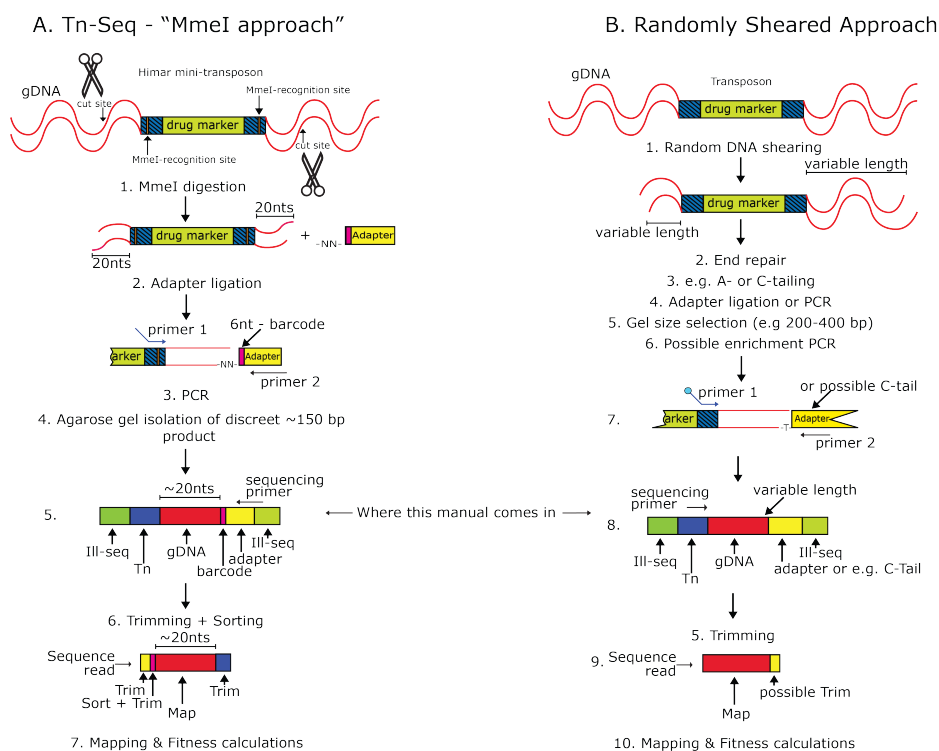 A. Tn-Seq - “MmeI approach”
gDNA
cut site
Himar mini-transposon
MmeI-recognition site
drug marker
MmeI-recognition site
cut site
1. MmeI digestion
20nts
drug marker
+
-NN-
Adapter
20nts
2. Adapter ligation
primer 1
6nt - barcode
arker
-NN-
Adapter
primer 2
3. PCR
4. Agarose gel isolation of discreet ~150 bp
product
~20nts
sequencing
primer
5.
Ill-seq
Tn
gDNA
barcode
adapter
Ill-seq
6. Trimming + Sorting
~20nts
Sequence
read
Trim
Sort + Trim
Map
Trim
7. Mapping & Fitness calculations
Where this manual comes in
B. Randomly Sheared Approach
gDNA
Transposon
drug marker
1. Random DNA shearing
variable length
drug marker
variable length
2. End repair
3. e.g. A- or C-tailing
4. Adapter ligation or PCR
5. Gel size selection (e.g 200-400 bp)
6. Possible enrichment PCR
primer 1
or possible C-tail
7.
arker
-T
Adapter
primer 2
sequencing
primer
variable length
8.
Ill-seq
Tn
gDNA
Ill-seq
adapter or e.g. C-Tail
5. Trimming
9.
Sequence
read
possible Trim
Map
10. Mapping & Fitness calculations